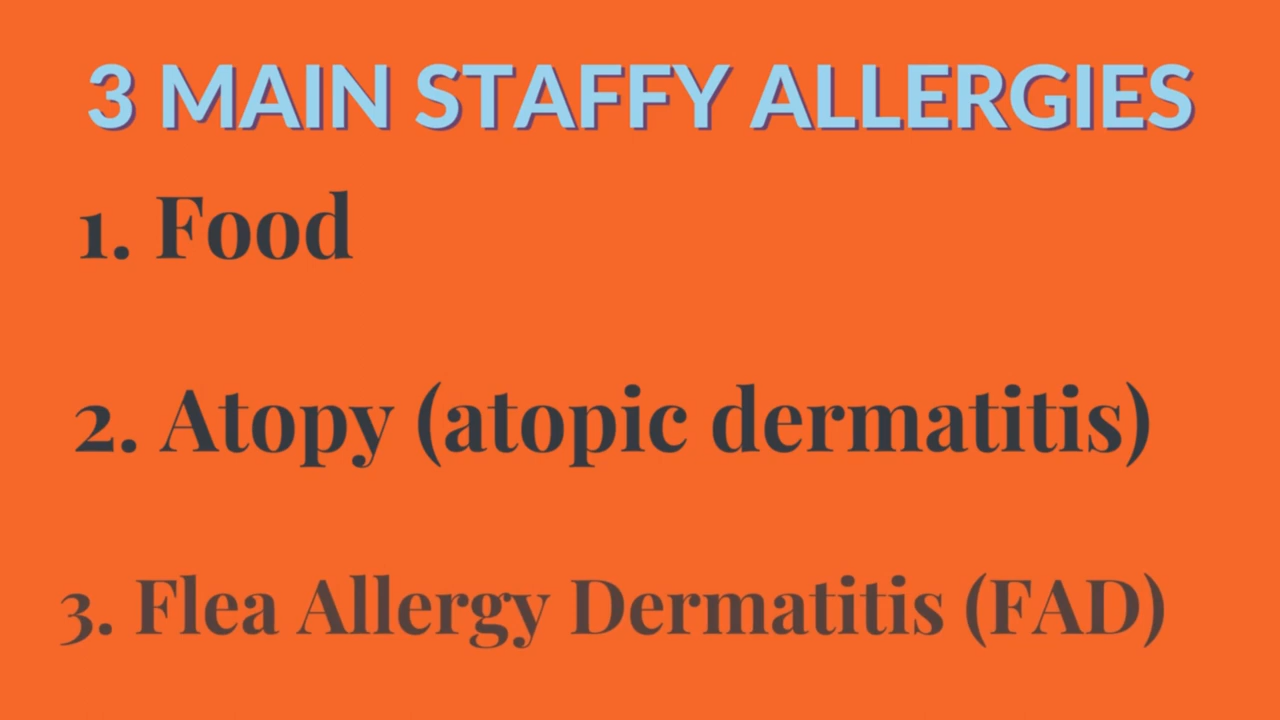 3 MAIN STAFFY ALLERGIES
1. Food
2. Atopy (atopic dermatitis)
3. Flea Allergy Dermatitis (FAD)